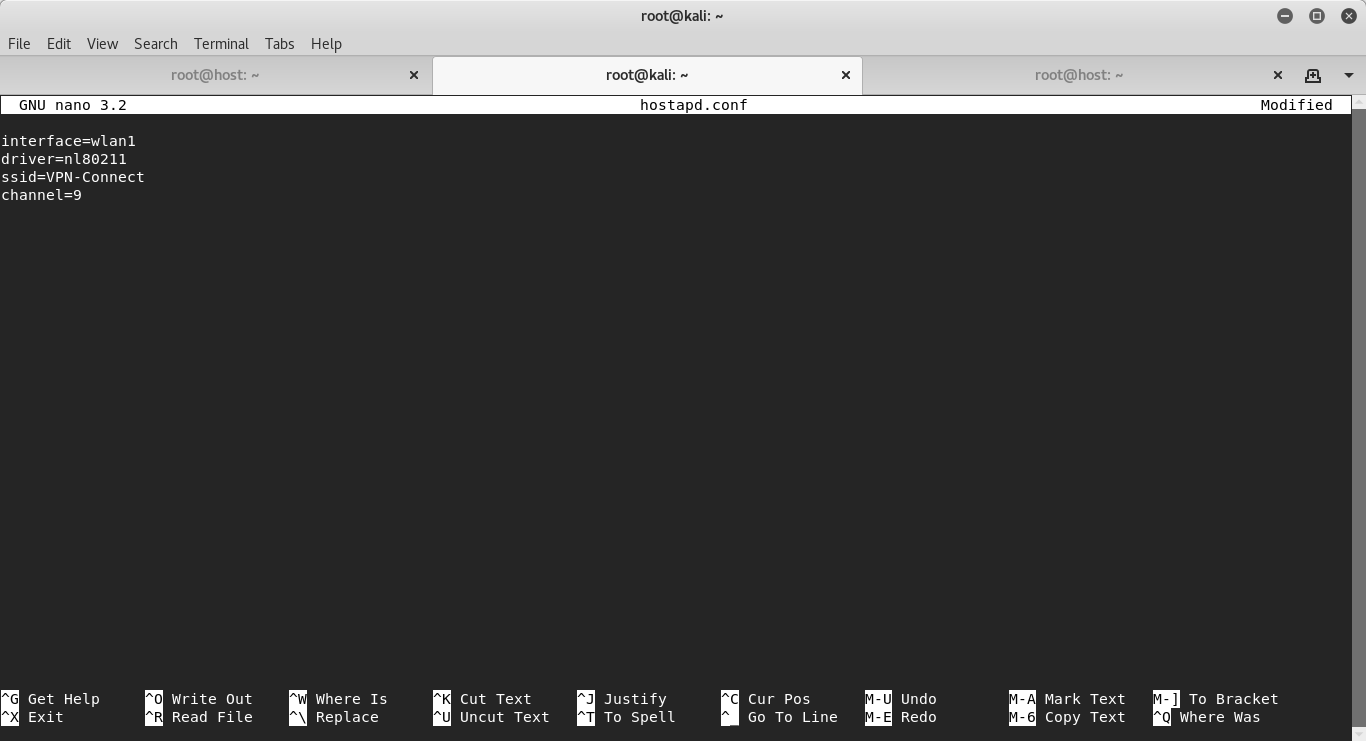 root@kali: ~
File Edit View Search Terminal Tabs Help
root@host: ~ root@kali: ~ root@host: ~
GNU nano 3.2 hostapd.conf Modified
interface=wlan1
driver=nl80211
ssid=VPN-Connect
channel=9
^G Get Help ^O Write Out ^W Where Is ^K Cut Text ^J Justify ^C Cur Pos M-U Undo M-A Mark Text M-] To Bracket
^X Exit ^R Read File ^\ Replace ^U Uncut Text ^T To Spell ^_ Go To Line M-E Redo M-6 Copy Text ^Q Where Was